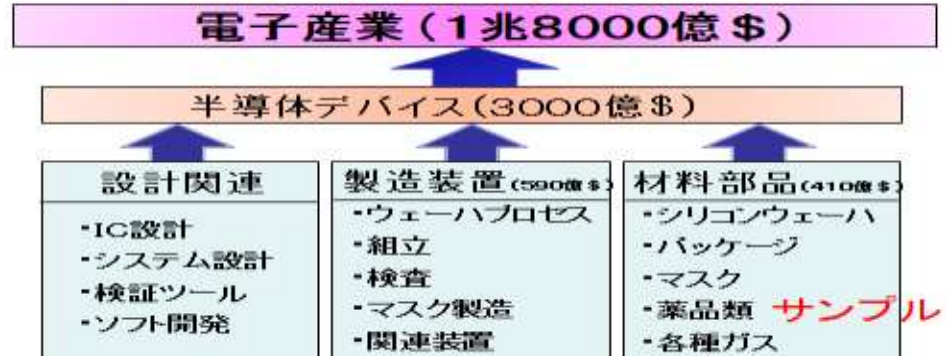 電子産業(1兆8000億$)
半導体デバイス(3000億$)
設計関連
・IC設計
・システム設計
・検証ツール
・ソフト開発
製造装置(590億$)
・ウェーハプロセス
・組立
・検査
・マスク製造
・関連装置
材料部品(410億$)
・シリコンウェーハ
・パッケージ
・マスク
・薬品類 サンプル
・各種ガス